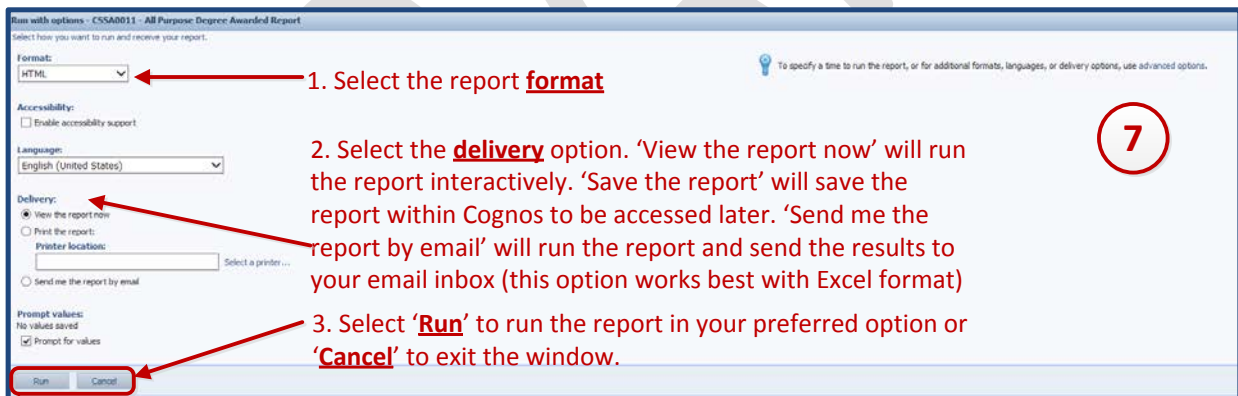 Run with options - CSSA0011 - All Purpose Degree Awarded Report
Select how you want to run and receive your report.
Format:
HTML
1. Select the report format
To specify a time to run the report, or for additional formats, languages, or delivery options, use advanced options.
Accessibility:
Enable accessibility support
7
Language:
English (United States)
2. Select the delivery option. ‘View the report now’ will run
the report interactively. ‘Save the report’ will save the
report within Cognos to be accessed later. ‘Send me the
report by email’ will run the report and send the results to
your email inbox (this option works best with Excel format)
Delivery:
View the report now
Print the report:
Printer location:
Select a printer...
Send me the report by email
Prompt values:
No values saved
Prompt for values
3. Select ‘Run’ to run the report in your preferred option or
‘Cancel’ to exit the window.
Run Cancel